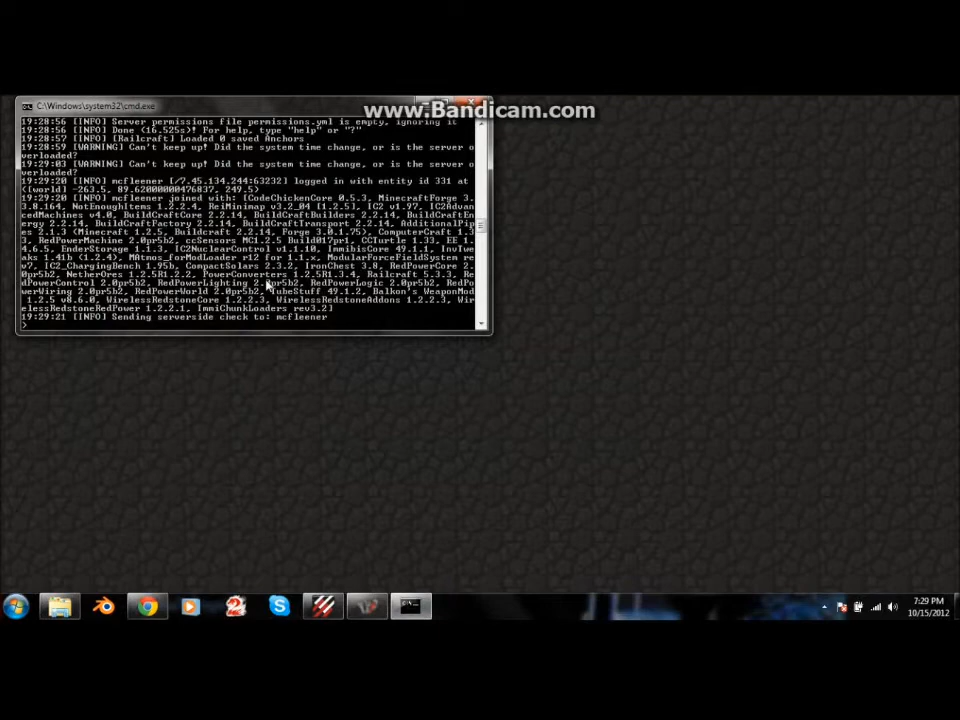 C:\Windows\system32\cmd.exe
www.Bandicam.com
19:28:56 [INFO] Server permissions file permissions.yml is empty, ignoring it
19:28:56 [INFO] Done (16.525s)! For help, type "help" or "?"
19:28:57 [INFO] [Railcraft] Loaded 0 saved Anchors
19:28:59 [WARNING] Can't keep up! Did the system time change, or is the server o
verloaded?
19:29:03 [WARNING] Can't keep up! Did the system time change, or is the server o
verloaded?
19:29:20 [INFO] mcfleener [/7.45.134.244:63232] logged in with entity id 331 at
([world] -263.5, 89.62000000476837, 249.5)
19:29:20 [INFO] mcfleener joined with: [CodeChickenCore 0.5.3, MinecraftForge 3.
3.8.164, NotEnoughItems 1.2.2.4, ReiMinimap v3.2_04 [1.2.5], IC2 v1.97, IC2Advan
cedMachines v4.0, BuildCraftCore 2.2.14, BuildCraftBuilders 2.2.14, BuildCraftEn
ergy 2.2.14, BuildCraftFactory 2.2.14, BuildCraftTransport 2.2.14, AdditionalPip
es 2.1.3 (Minecraft 1.2.5, Buildcraft 2.2.14, Forge 3.0.1.75), ComputerCraft 1.3
3, RedPowerMachine 2.0pr5b2, ccSensors MC1.2.5 Build017pr1, CCTurtle 1.33, EE 1.
4.6.5, EnderStorage 1.1.3, IC2NuclearControl v1.1.10, ImmibisCore 49.1.1, InvTwe
aks 1.41b (1.2.4), MAtmos_forModLoader r12 for 1.1.x, ModularForceFieldSystem re
v7, IC2_ChargingBench 1.95b, CompactSolars 2.3.2, IronChest 3.8, RedPowerCore 2.
0pr5b2, NetherOres 1.2.5R1.2.2, PowerConverters 1.2.5R1.3.4, Railcraft 5.3.3, Re
dPowerControl 2.0pr5b2, RedPowerLighting 2.0pr5b2, RedPowerLogic 2.0pr5b2, RedPo
werWiring 2.0pr5b2, RedPowerWorld 2.0pr5b2, TubeStuff 49.1.2, Balkon's WeaponMod
1.2.5 v8.6.0, WirelessRedstoneCore 1.2.2.3, WirelessRedstoneAddons 1.2.2.3, Wir
elessRedstoneRedPower 1.2.2.1, ImmiChunkLoaders rev3.2]
19:29:21 [INFO] Sending serverside check to: mcfleener
>
7:29 PM
10/15/2012